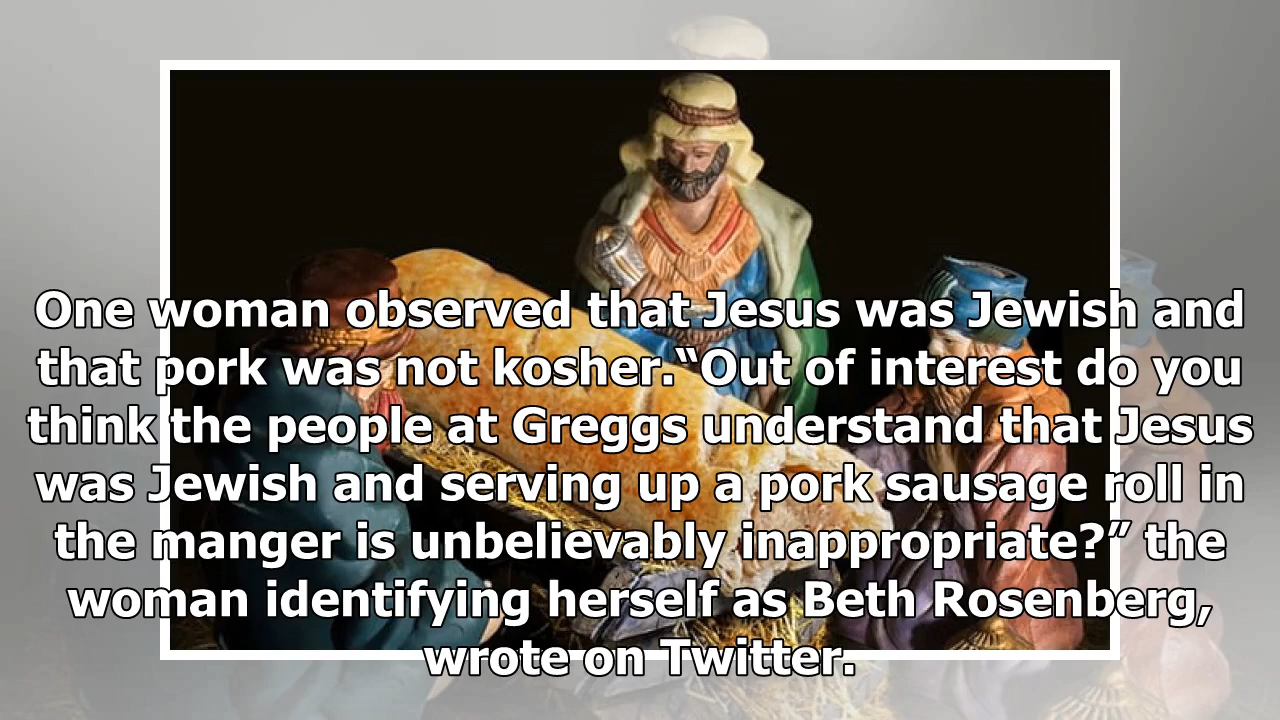 One woman observed that Jesus was Jewish and
that pork was not kosher.“Out of interest do you
think the people at Greggs understand that Jesus
was Jewish and serving up a pork sausage roll in
the manger is unbelievably inappropriate?” the
woman identifying herself as Beth Rosenberg,
wrote on Twitter.